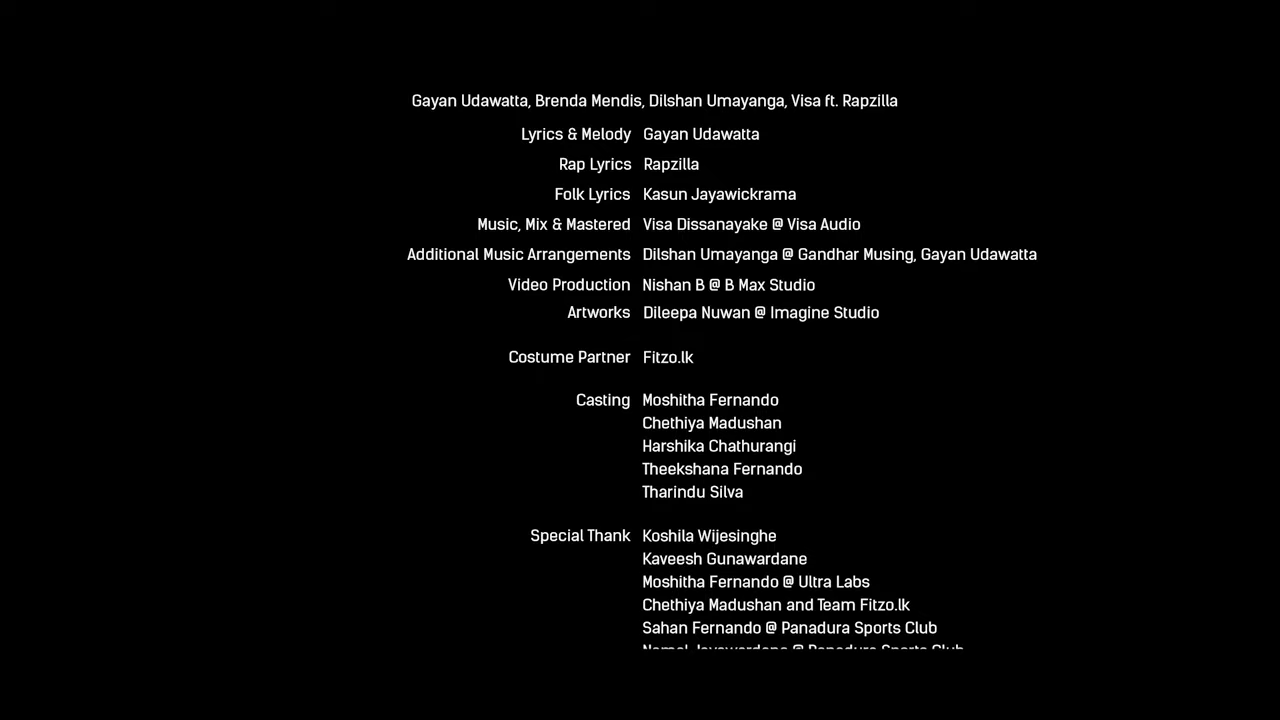 Gayan Udawatta, Brenda Mendis, Dilshan Umayanga, Visa ft. Rapzilla
Lyrics & Melody Gayan Udawatta
Rap Lyrics Rapzilla
Folk Lyrics Kasun Jayawickrama
Music, Mix & Mastered Visa Dissanayake @ Visa Audio
Additional Music Arrangements Dilshan Umayanga @ Gandhar Musing, Gayan Udawatta
Video Production Nishan B @ B Max Studio
Artworks Dileepa Nuwan @ Imagine Studio
Costume Partner Fitzo.lk
Casting Moshitha Fernando
Chethiya Madushan
Harshika Chathurangi
Theekshana Fernando
Tharindu Silva
Special Thank Koshila Wijesinghe
Kaveesh Gunawardane
Moshitha Fernando @ Ultra Labs
Chethiya Madushan and Team Fitzo.lk
Sahan Fernando @ Panadura Sports Club
@ Panadura Sports Club